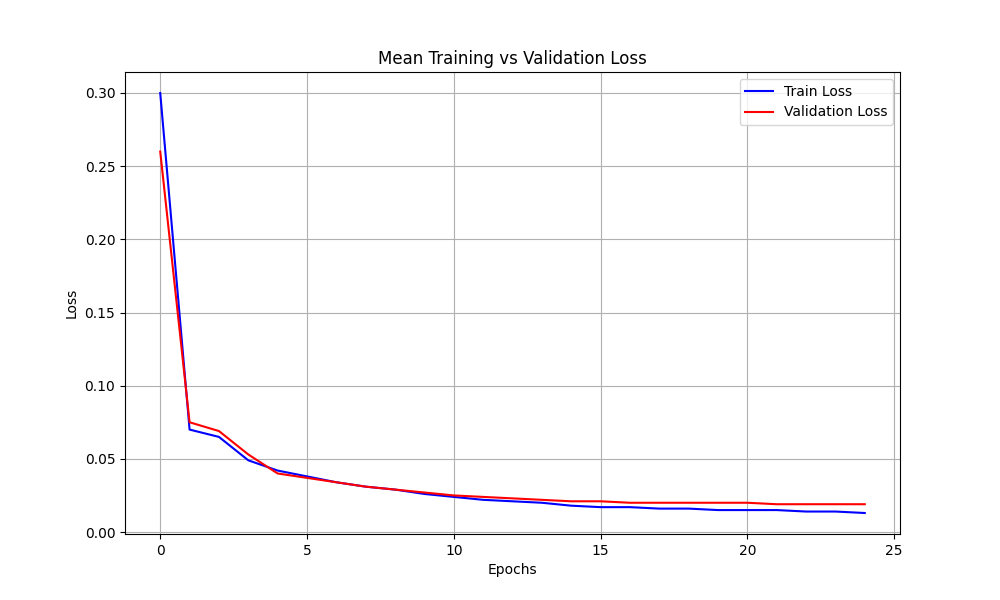 Mean Training vs Validation Loss
Train Loss
Validation Loss
0.30
0.25
0.20
0.15
0.10
0.05
0.00
Loss
0 5 10 15 20 25
Epochs